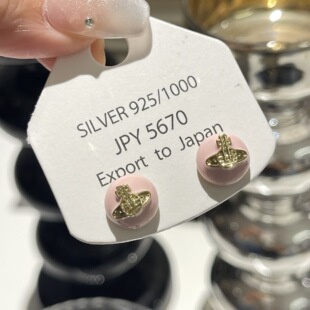 SILVER 925/1000
JPY 5670
Export to Japan